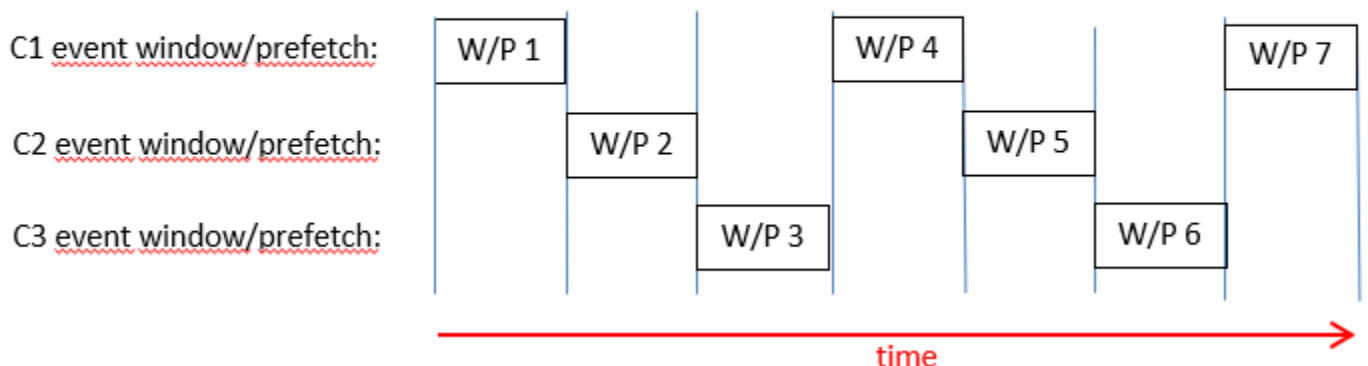 C1 event window/prefetch: W/P 1 W/P 4 W/P 7
C2 event window/prefetch: W/P 2 W/P 5
C3 event window/prefetch: W/P 3 W/P 6
time